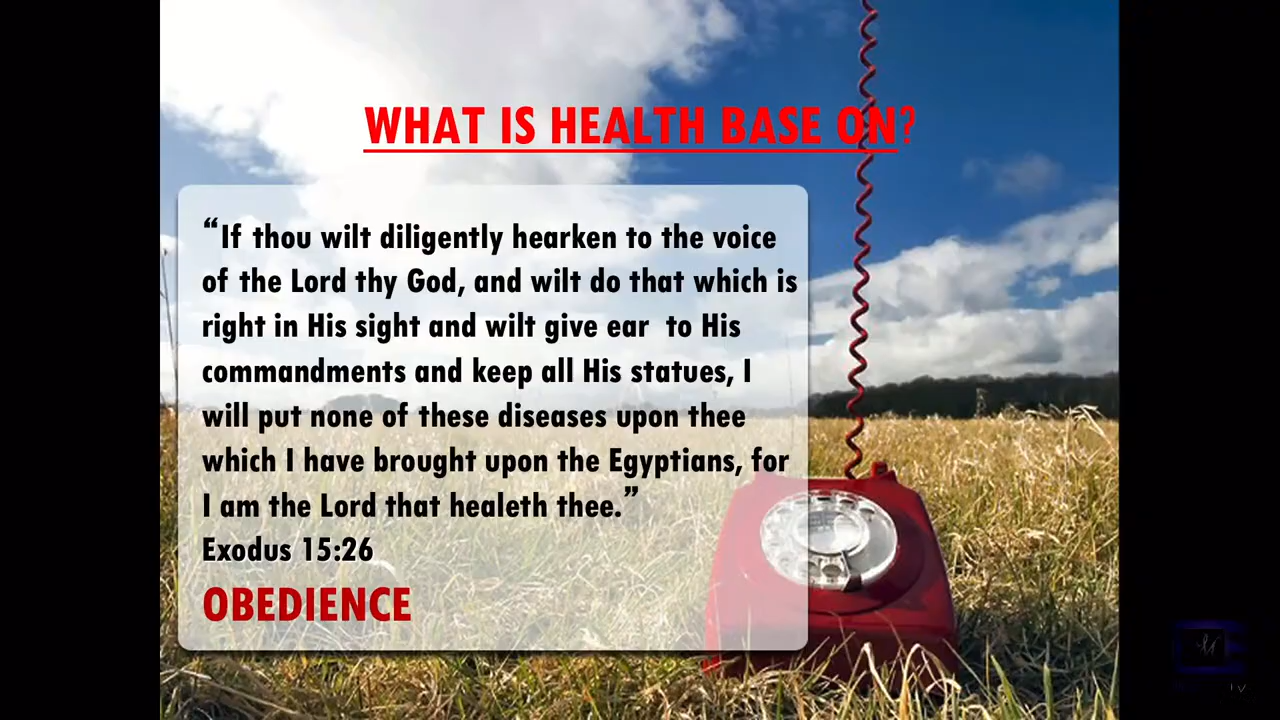 WHAT IS HEALTH BASE ON?
“If thou wilt diligently hearken to the voice
of the Lord thy God, and wilt do that which is
right in His sight and wilt give ear to His
commandments and keep all His statues, I
will put none of these diseases upon thee
which I have brought upon the Egyptians, for
I am the Lord that healeth thee.”
Exodus 15:26
OBEDIENCE